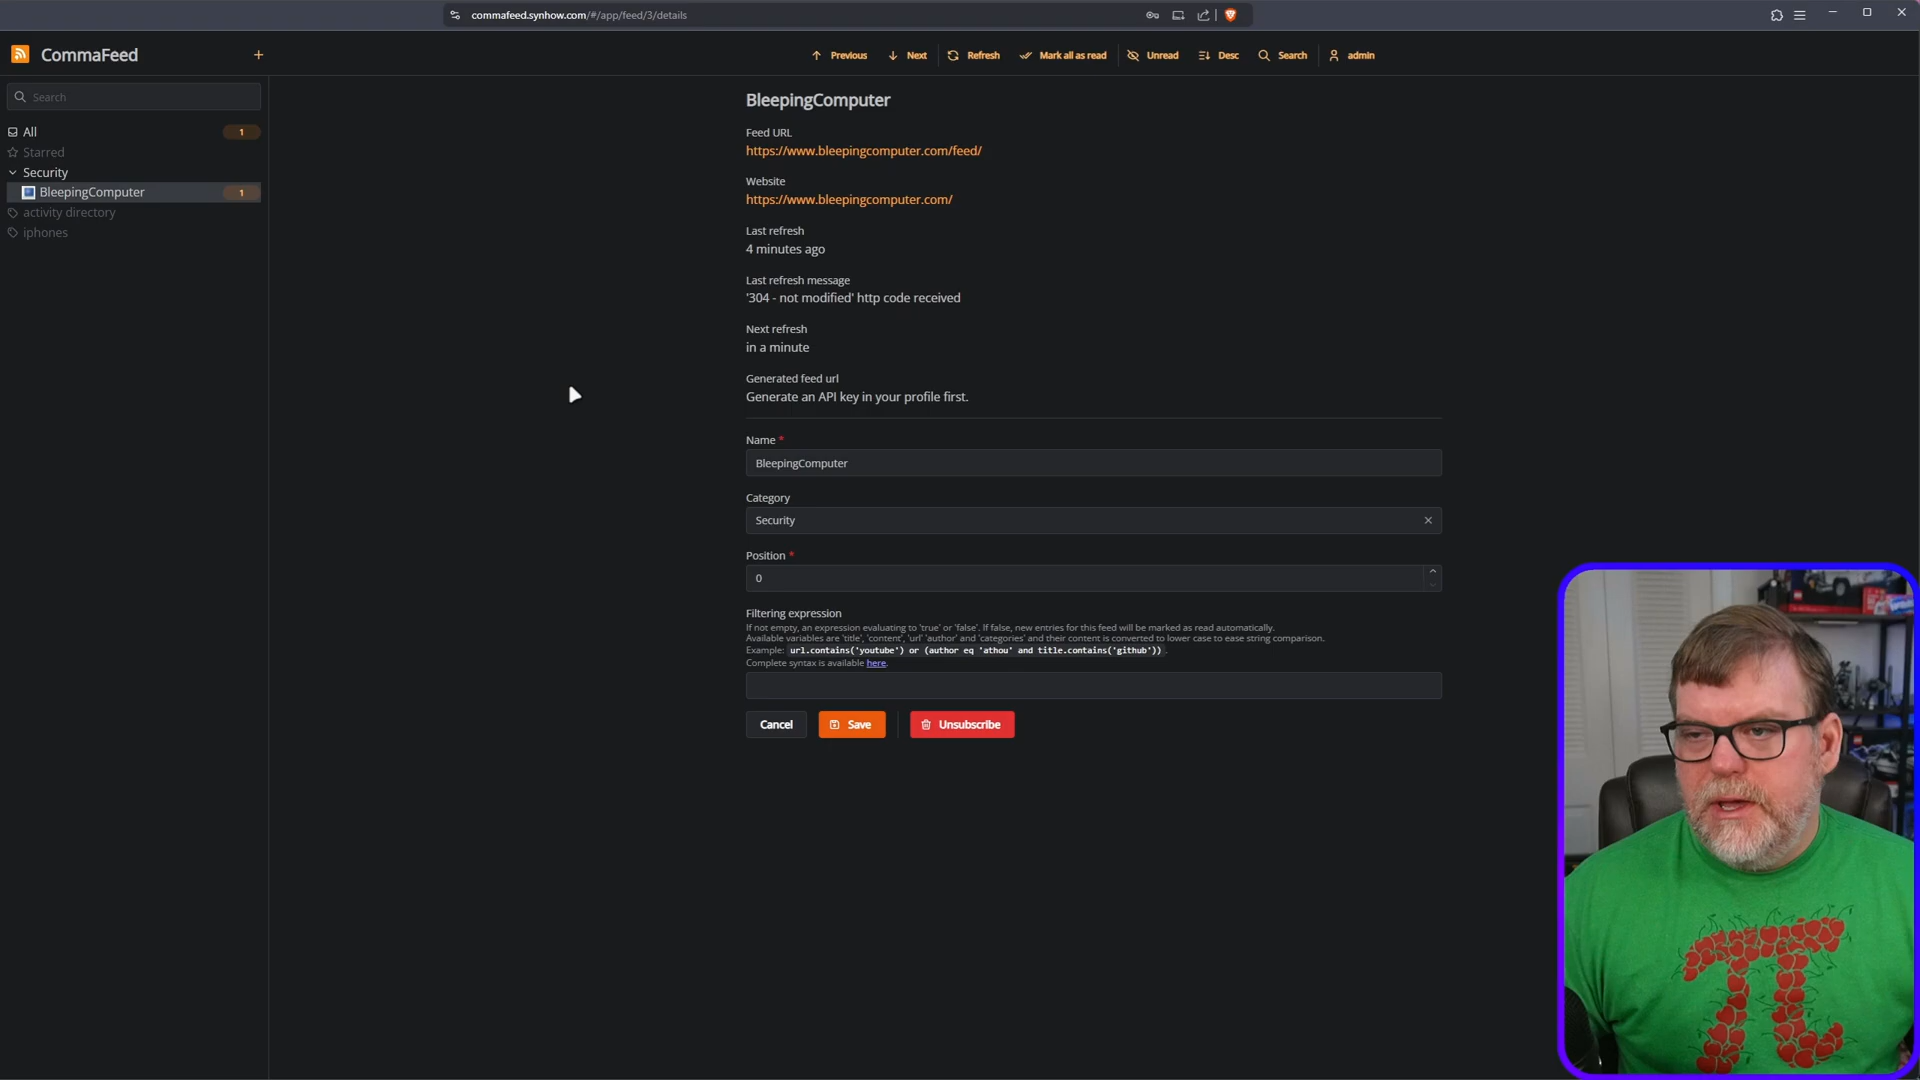 commafeed.synhow.com/#/app/feed/3/details
CommaFeed
+
Previous
Next
Refresh
Mark all as read
Unread
Desc
Search
admin
Search
All
1
Starred
Security
BleepingComputer
1
activity directory
iphones
BleepingComputer
Feed URL
https://www.bleepingcomputer.com/feed/
Website
https://www.bleepingcomputer.com/
Last refresh
4 minutes ago
Last refresh message
'304 - not modified' http code received
Next refresh
in a minute
Generated feed url
Generate an API key in your profile first.
Name *
BleepingComputer
Category
Security
Position *
0
Filtering expression
If not empty, an expression evaluating to 'true' or 'false'. If false, new entries for this feed will be marked as read automatically.
Available variables are 'title', 'content', 'url' 'author' and 'categories' and their content is converted to lower case to ease string comparison.
Example: url.contains('youtube') or (author eq 'athou' and title.contains('github')).
Complete syntax is available here.
Cancel
Save
Unsubscribe